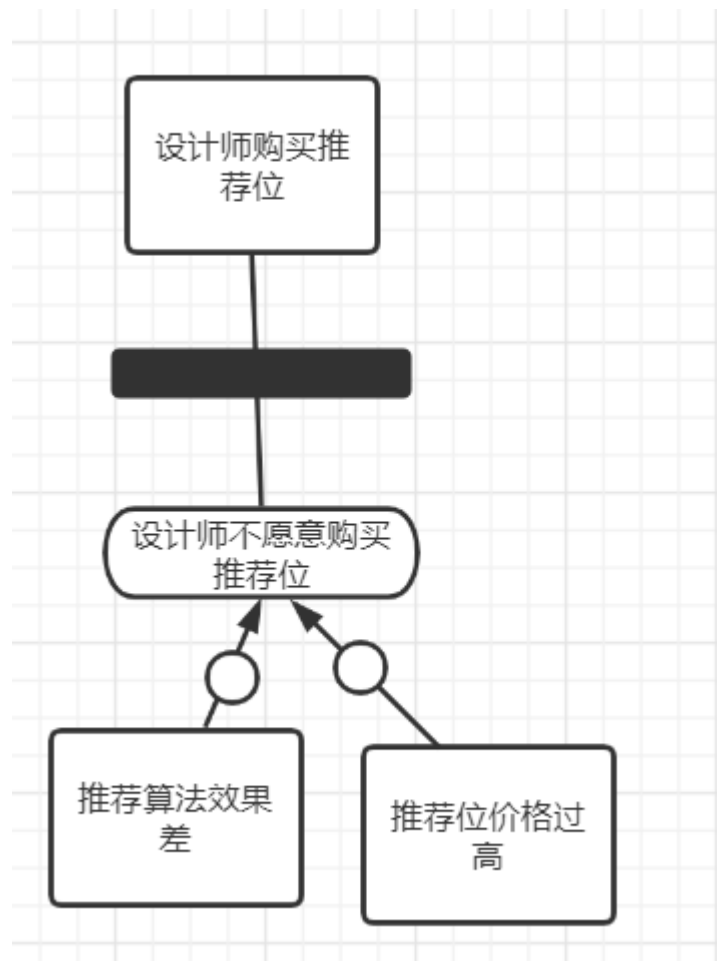 设计师购买推
荐位
设计师不愿意购买
推荐位
推荐算法效果
差
推荐位价格过
高